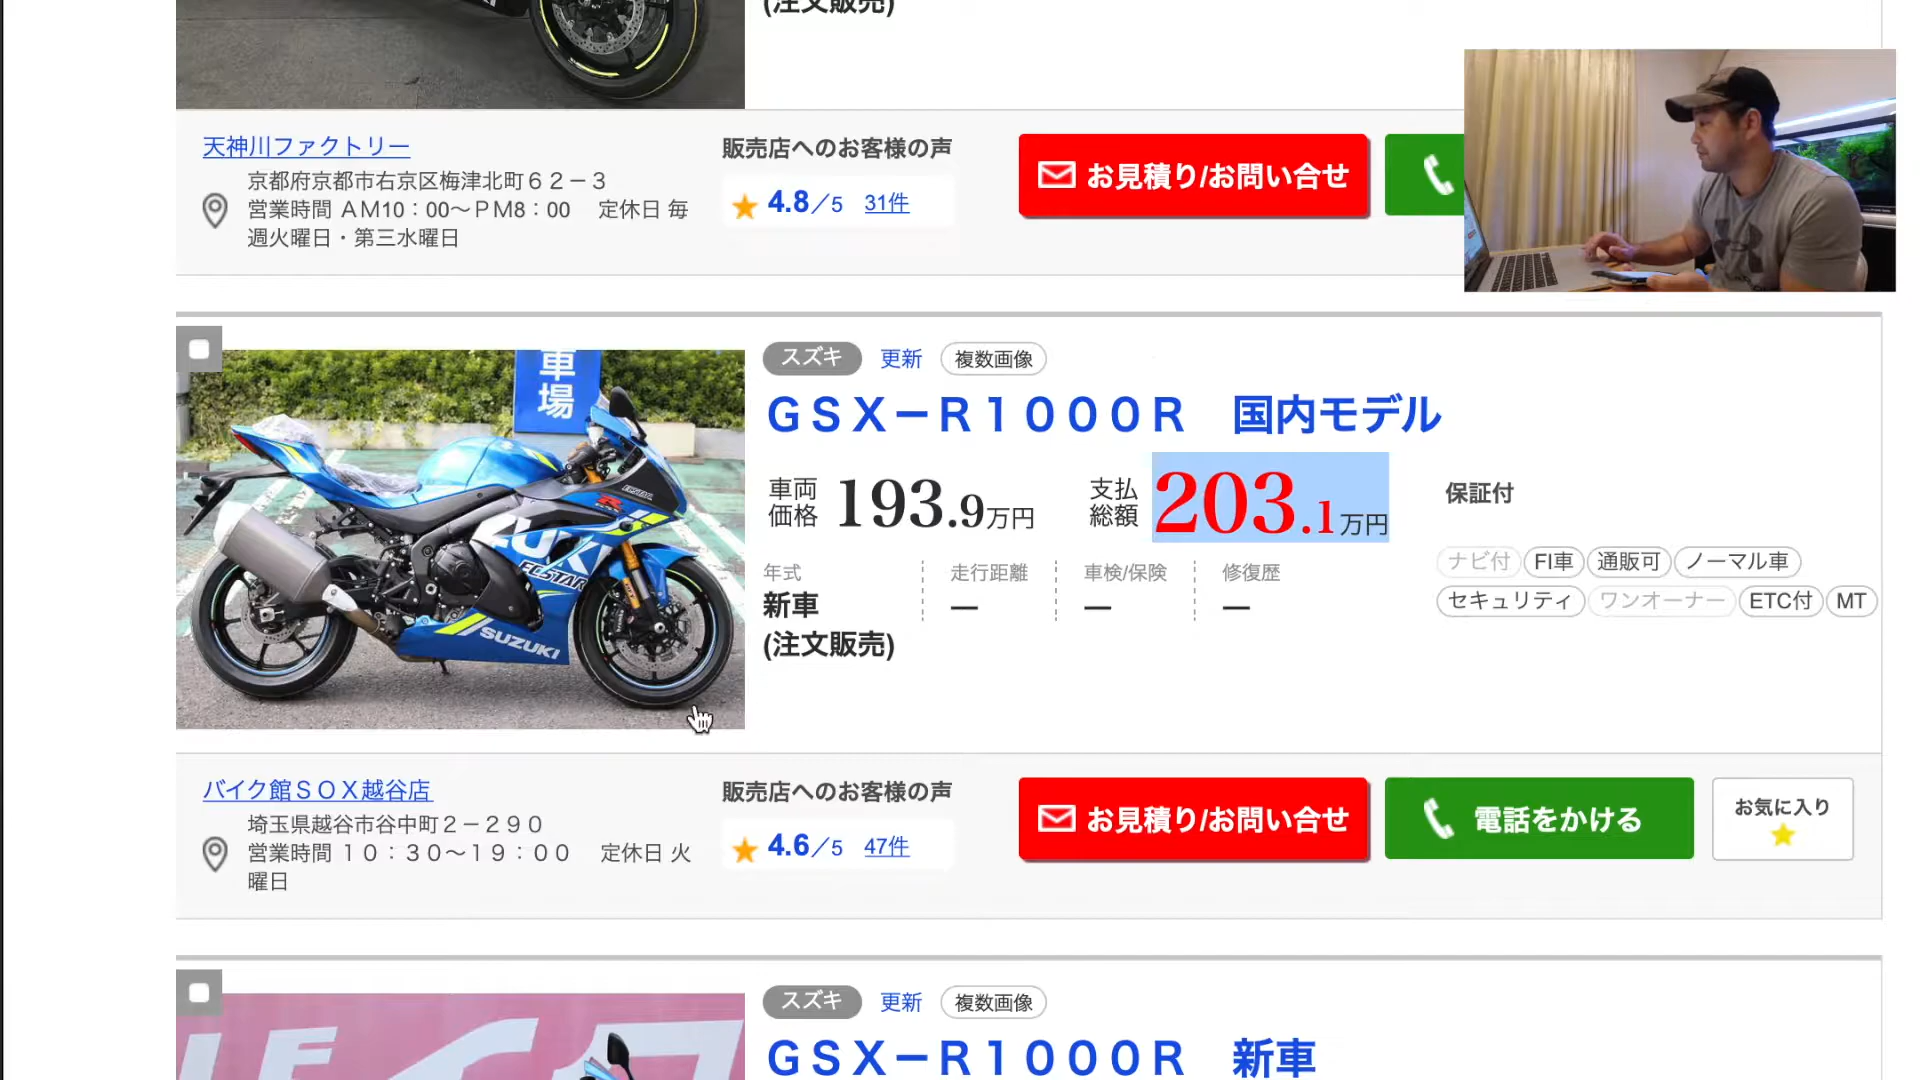 (注文販売)
天神川ファクトリー
京都府京都市右京区梅津北町６２－３
営業時間 ＡＭ10：00～ＰＭ8：00　定休日 毎
週火曜日・第三水曜日
販売店へのお客様の声
4.8／5 31件
お見積り/お問い合せ
車場
スズキ 更新 複数画像
ＧＳＸ－Ｒ１０００Ｒ　国内モデル
車両価格 193.9万円 支払総額 203.1万円 保証付
ナビ付 FI車 通販可 ノーマル車
セキュリティ ワンオーナー ETC付 MT
年式 走行距離 車検/保険 修復歴
新車 ― ― ―
(注文販売)
ECSTAR
SUZUKI
バイク館ＳＯＸ越谷店
埼玉県越谷市谷中町２－２９０
営業時間 １０：３０～１９：００　定休日 火
曜日
販売店へのお客様の声
4.6／5 47件
お見積り/お問い合せ
電話をかける
お気に入り
スズキ 更新 複数画像
ＧＳＸ－Ｒ１０００Ｒ　新車